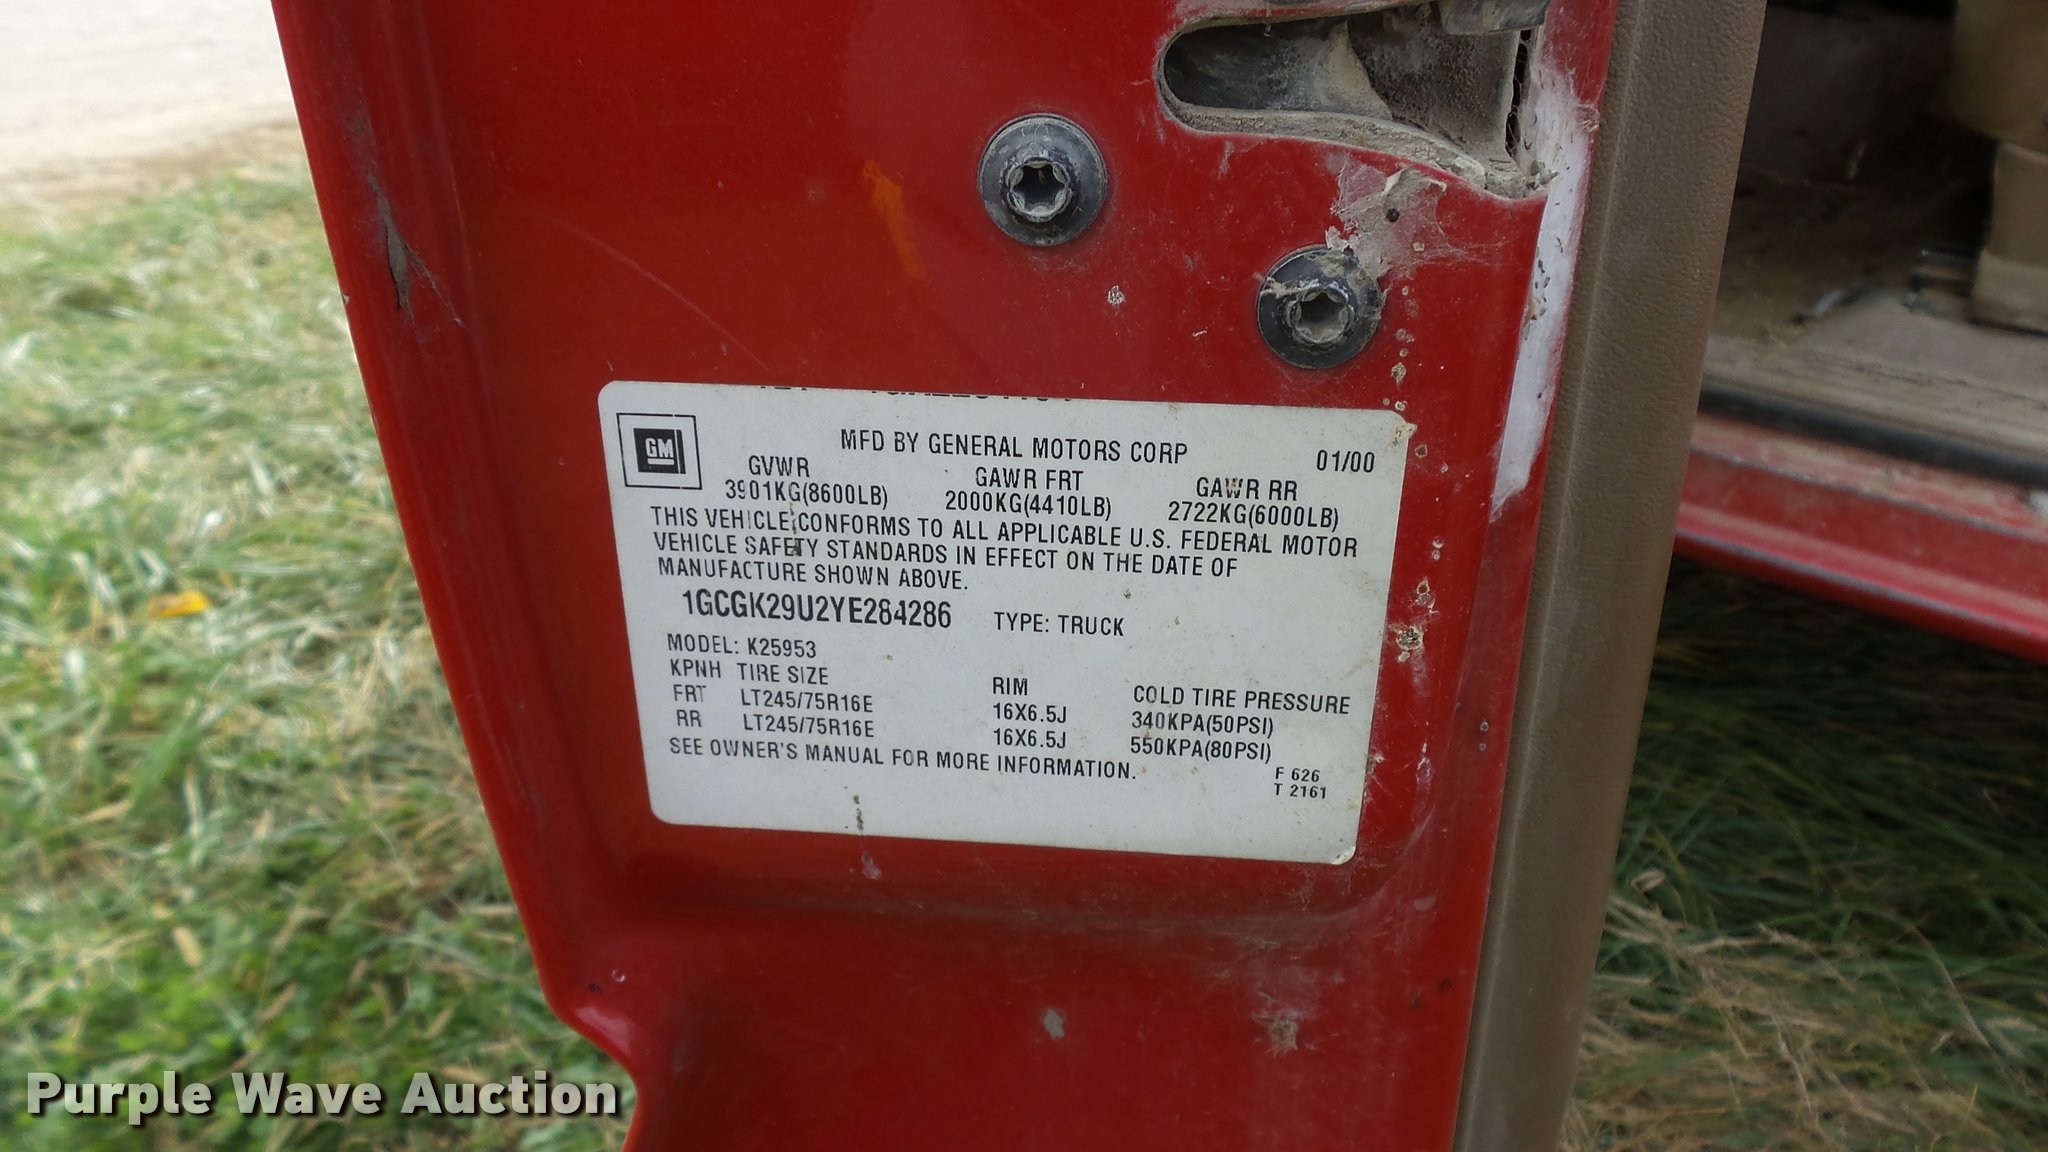 GM
MFD BY GENERAL MOTORS CORP 01/00
GVWR GAWR FRT GAWR RR
3901KG(8600LB) 2000KG(4410LB) 2722KG(6000LB)
THIS VEHICLE CONFORMS TO ALL APPLICABLE U.S. FEDERAL MOTOR
VEHICLE SAFETY STANDARDS IN EFFECT ON THE DATE OF
MANUFACTURE SHOWN ABOVE.
1GCGK29U2YE284286 TYPE: TRUCK
MODEL: K25953
KPNH TIRE SIZE RIM COLD TIRE PRESSURE
FRT LT245/75R16E 16X6.5J 340KPA(50PSI)
RR LT245/75R16E 16X6.5J 550KPA(80PSI)
SEE OWNER'S MANUAL FOR MORE INFORMATION.
F 626
T 2161
Purple Wave Auction